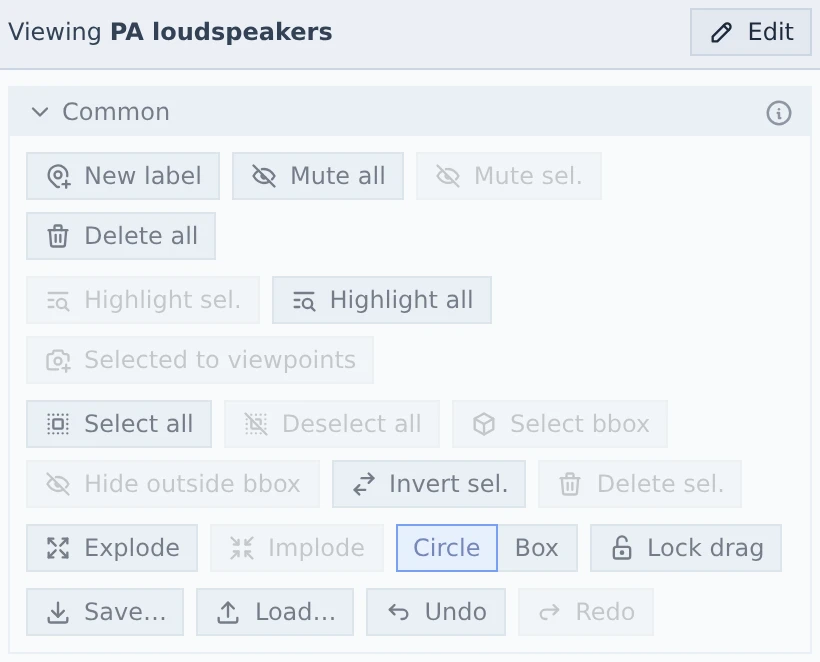 Viewing PA loudspeakers Edit
Common
New label Mute all Mute sel.
Delete all
Highlight sel. Highlight all
Selected to viewpoints
Select all Deselect all Select bbox
Hide outside bbox Invert sel. Delete sel.
Explode Implode Circle Box Lock drag
Save... Load... Undo Redo